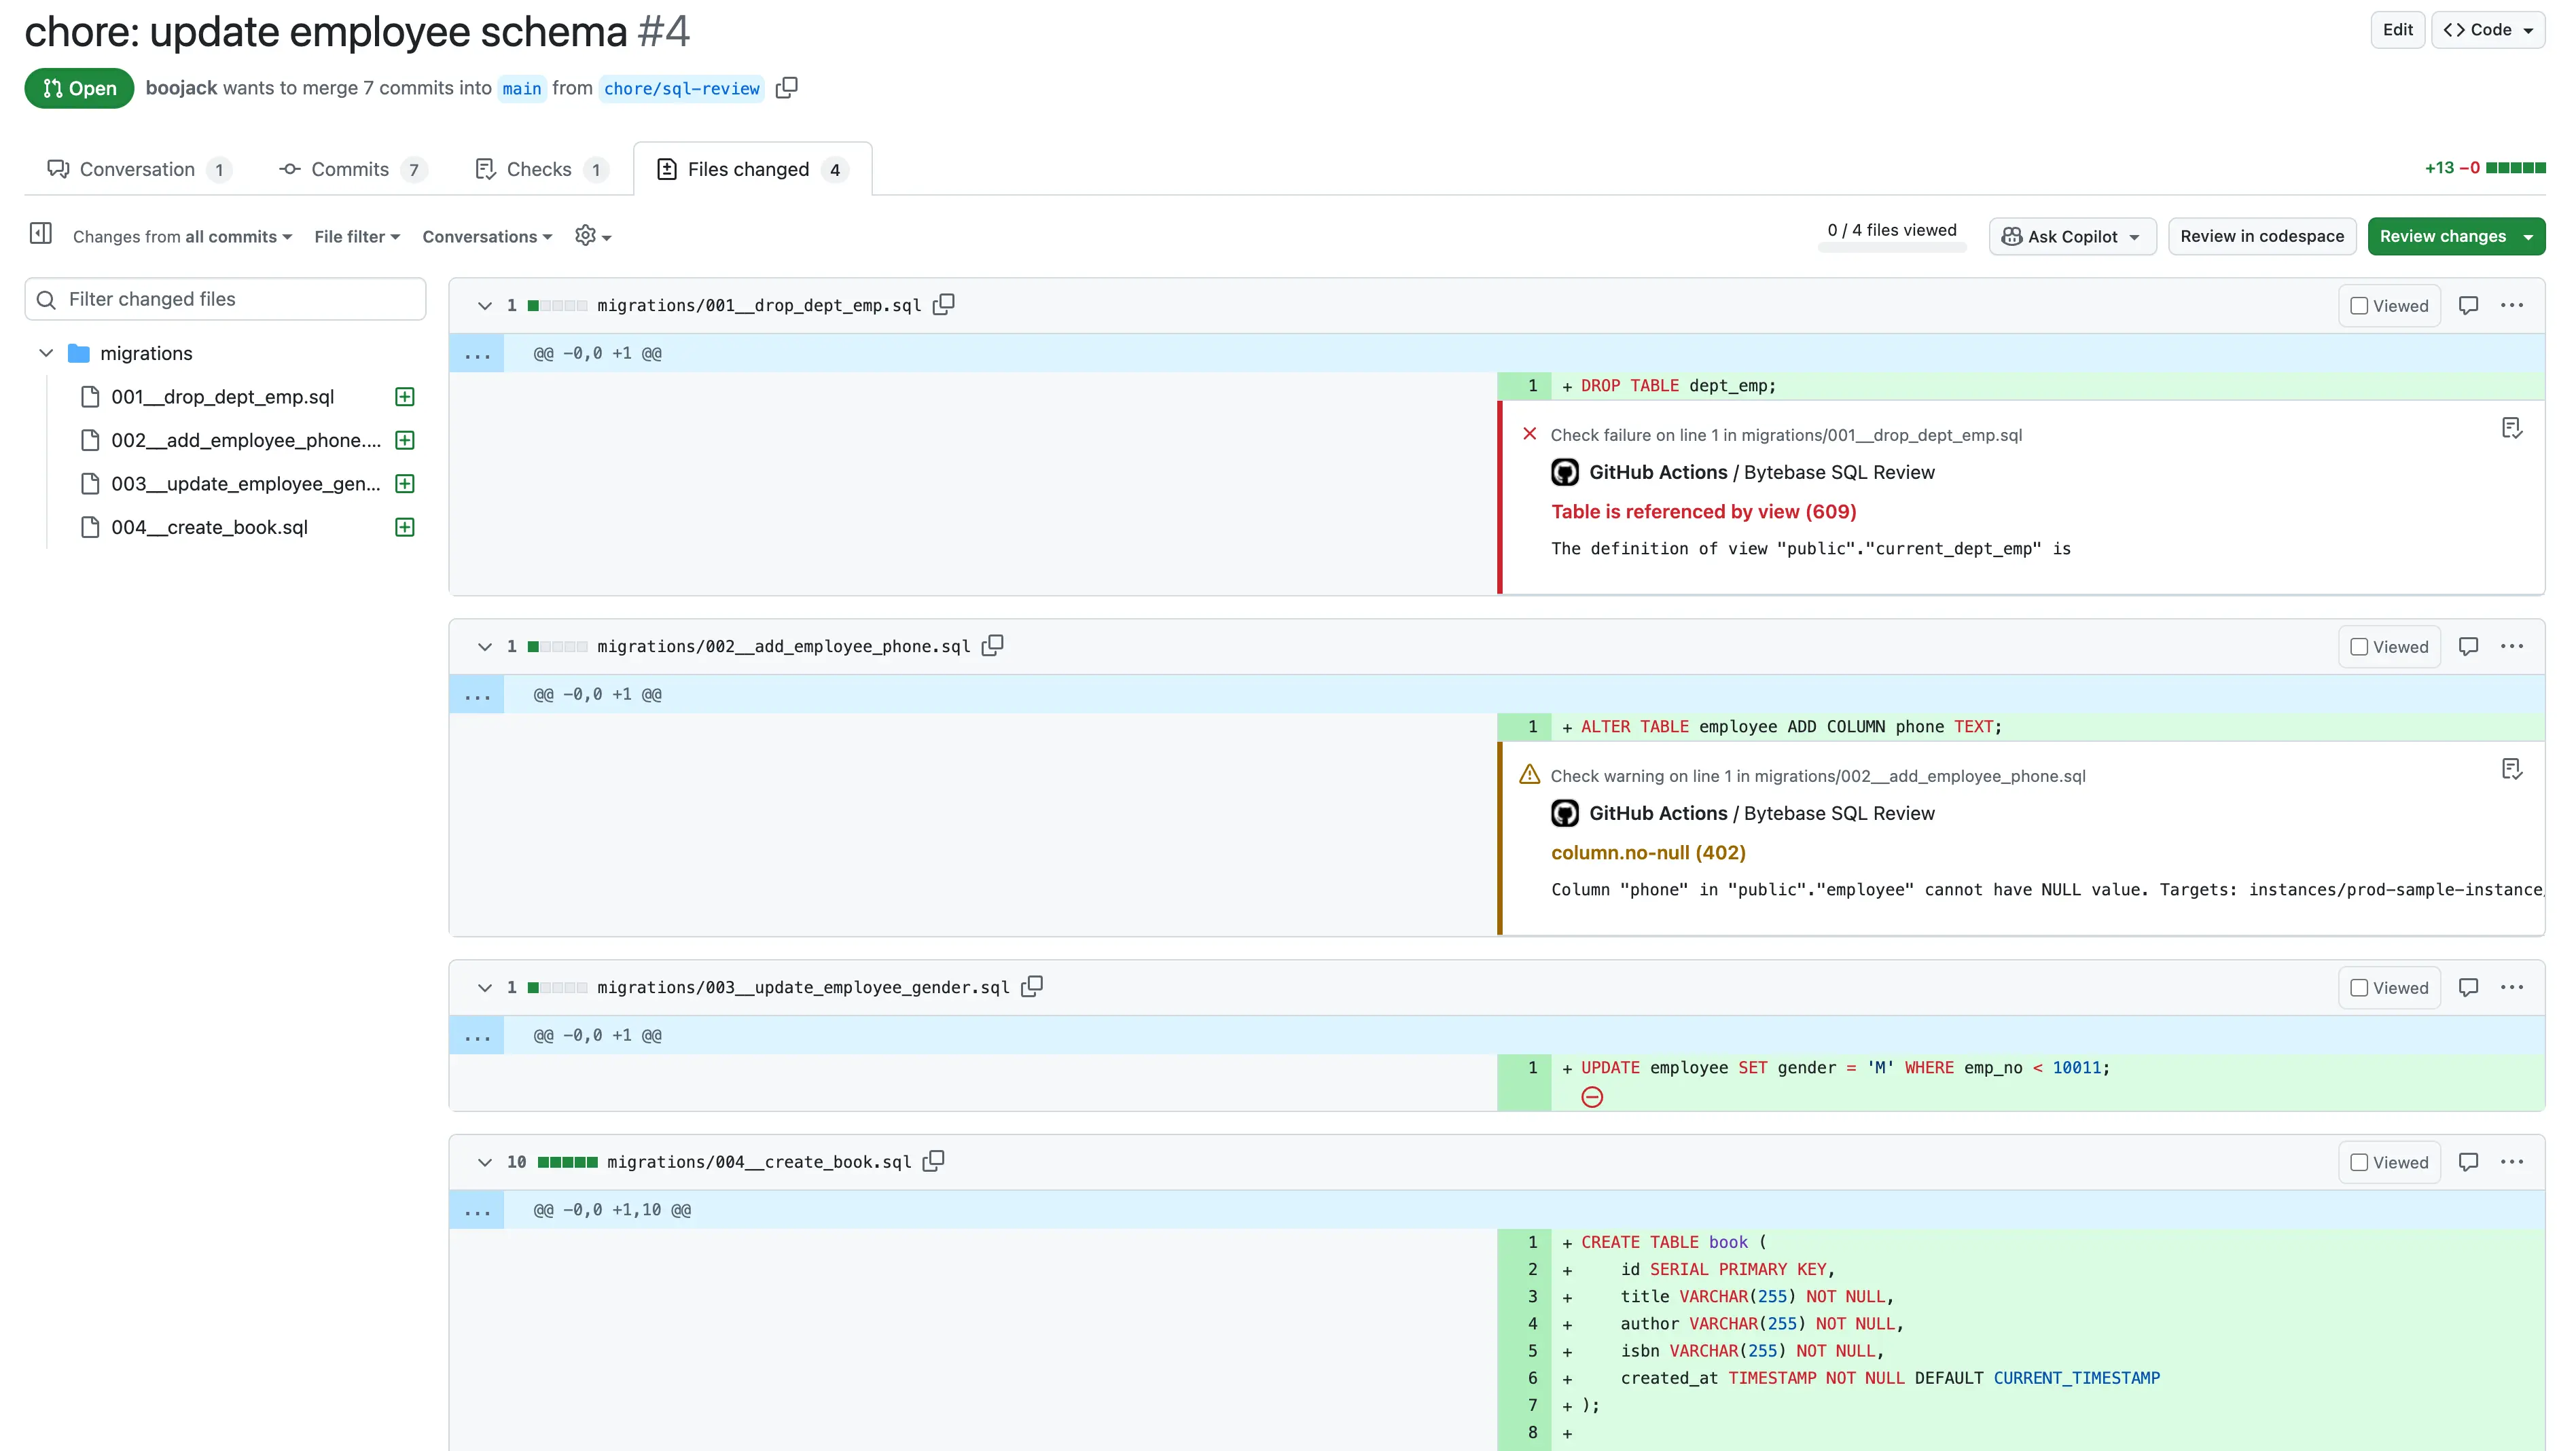 chore: update employee schema #4
Edit
Code
Open
boojack wants to merge 7 commits into main from chore/sql-review
Conversation 1
Commits 7
Checks 1
Files changed 4
+13 −0
Changes from all commits
File filter
Conversations
0 / 4 files viewed
Ask Copilot
Review in codespace
Review changes
Filter changed files
migrations
001__drop_dept_emp.sql
002__add_employee_phone....
003__update_employee_gen...
004__create_book.sql
1 migrations/001__drop_dept_emp.sql
Viewed
...
@@ -0,0 +1 @@
1 + DROP TABLE dept_emp;
Check failure on line 1 in migrations/001__drop_dept_emp.sql
GitHub Actions / Bytebase SQL Review
Table is referenced by view (609)
The definition of view "public"."current_dept_emp" is
1 migrations/002__add_employee_phone.sql
Viewed
...
@@ -0,0 +1 @@
1 + ALTER TABLE employee ADD COLUMN phone TEXT;
Check warning on line 1 in migrations/002__add_employee_phone.sql
GitHub Actions / Bytebase SQL Review
column.no-null (402)
Column "phone" in "public"."employee" cannot have NULL value. Targets: instances/prod-sample-instance/
1 migrations/003__update_employee_gender.sql
Viewed
...
@@ -0,0 +1 @@
1 + UPDATE employee SET gender = 'M' WHERE emp_no < 10011;
10 migrations/004__create_book.sql
Viewed
...
@@ -0,0 +1,10 @@
1 + CREATE TABLE book (
2 + id SERIAL PRIMARY KEY,
3 + title VARCHAR(255) NOT NULL,
4 + author VARCHAR(255) NOT NULL,
5 + isbn VARCHAR(255) NOT NULL,
6 + created_at TIMESTAMP NOT NULL DEFAULT CURRENT_TIMESTAMP
7 + );
8 +